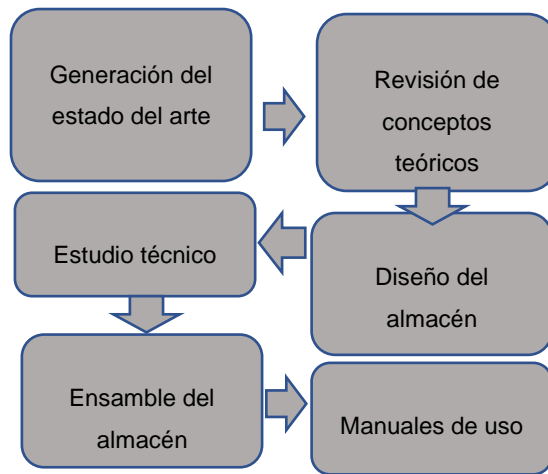 Generación del
estado del arte
Revisión de
conceptos
teóricos
Diseño del
almacén
Estudio técnico
Ensamble del
almacén
Manuales de uso